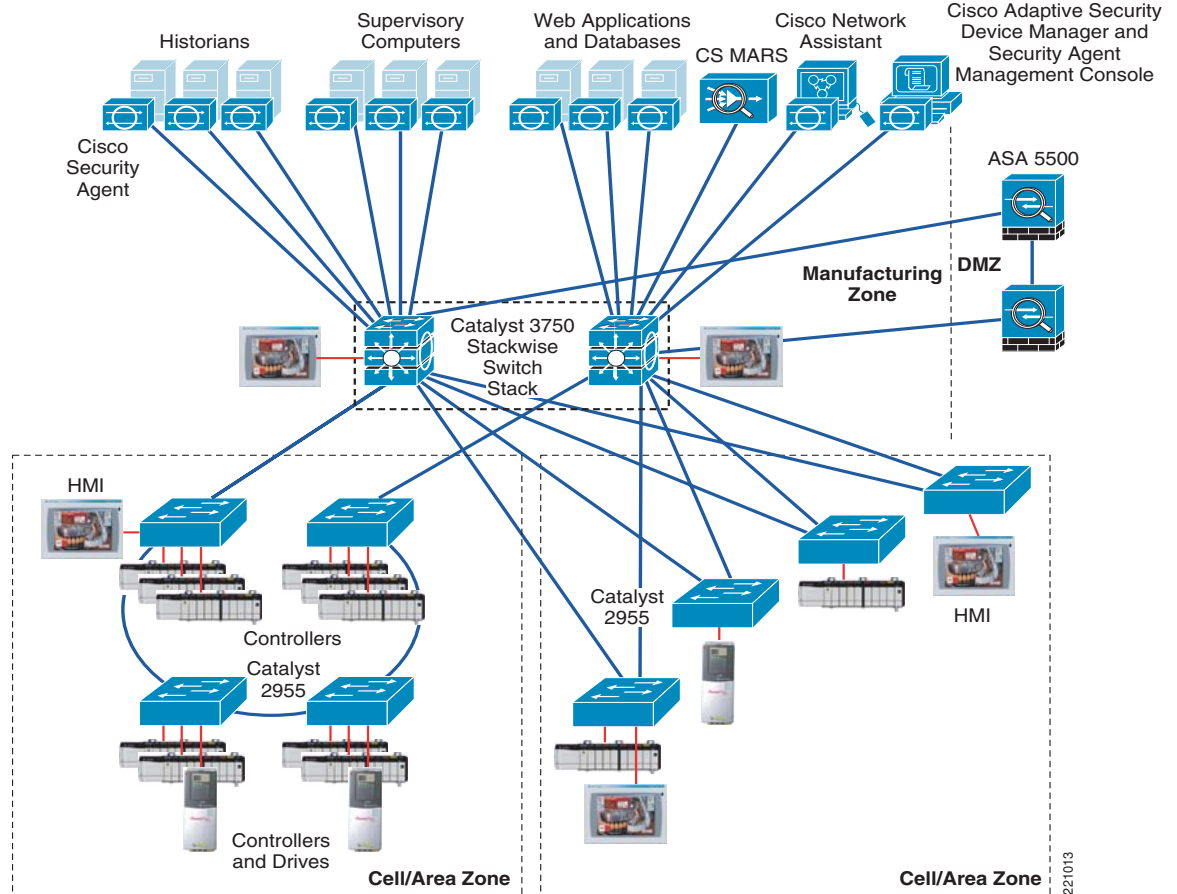 Historians
Supervisory
Computers
Web Applications
and Databases
CS MARS
Cisco Network
Assistant
Cisco Adaptive Security
Device Manager and
Security Agent
Management Console
Cisco
Security
Agent
ASA 5500
Manufacturing
Zone
DMZ
Catalyst 3750
Stackwise
Switch
Stack
HMI
Controllers
Catalyst
2955
Controllers
and Drives
Cell/Area Zone
Catalyst
2955
HMI
Cell/Area Zone
221013